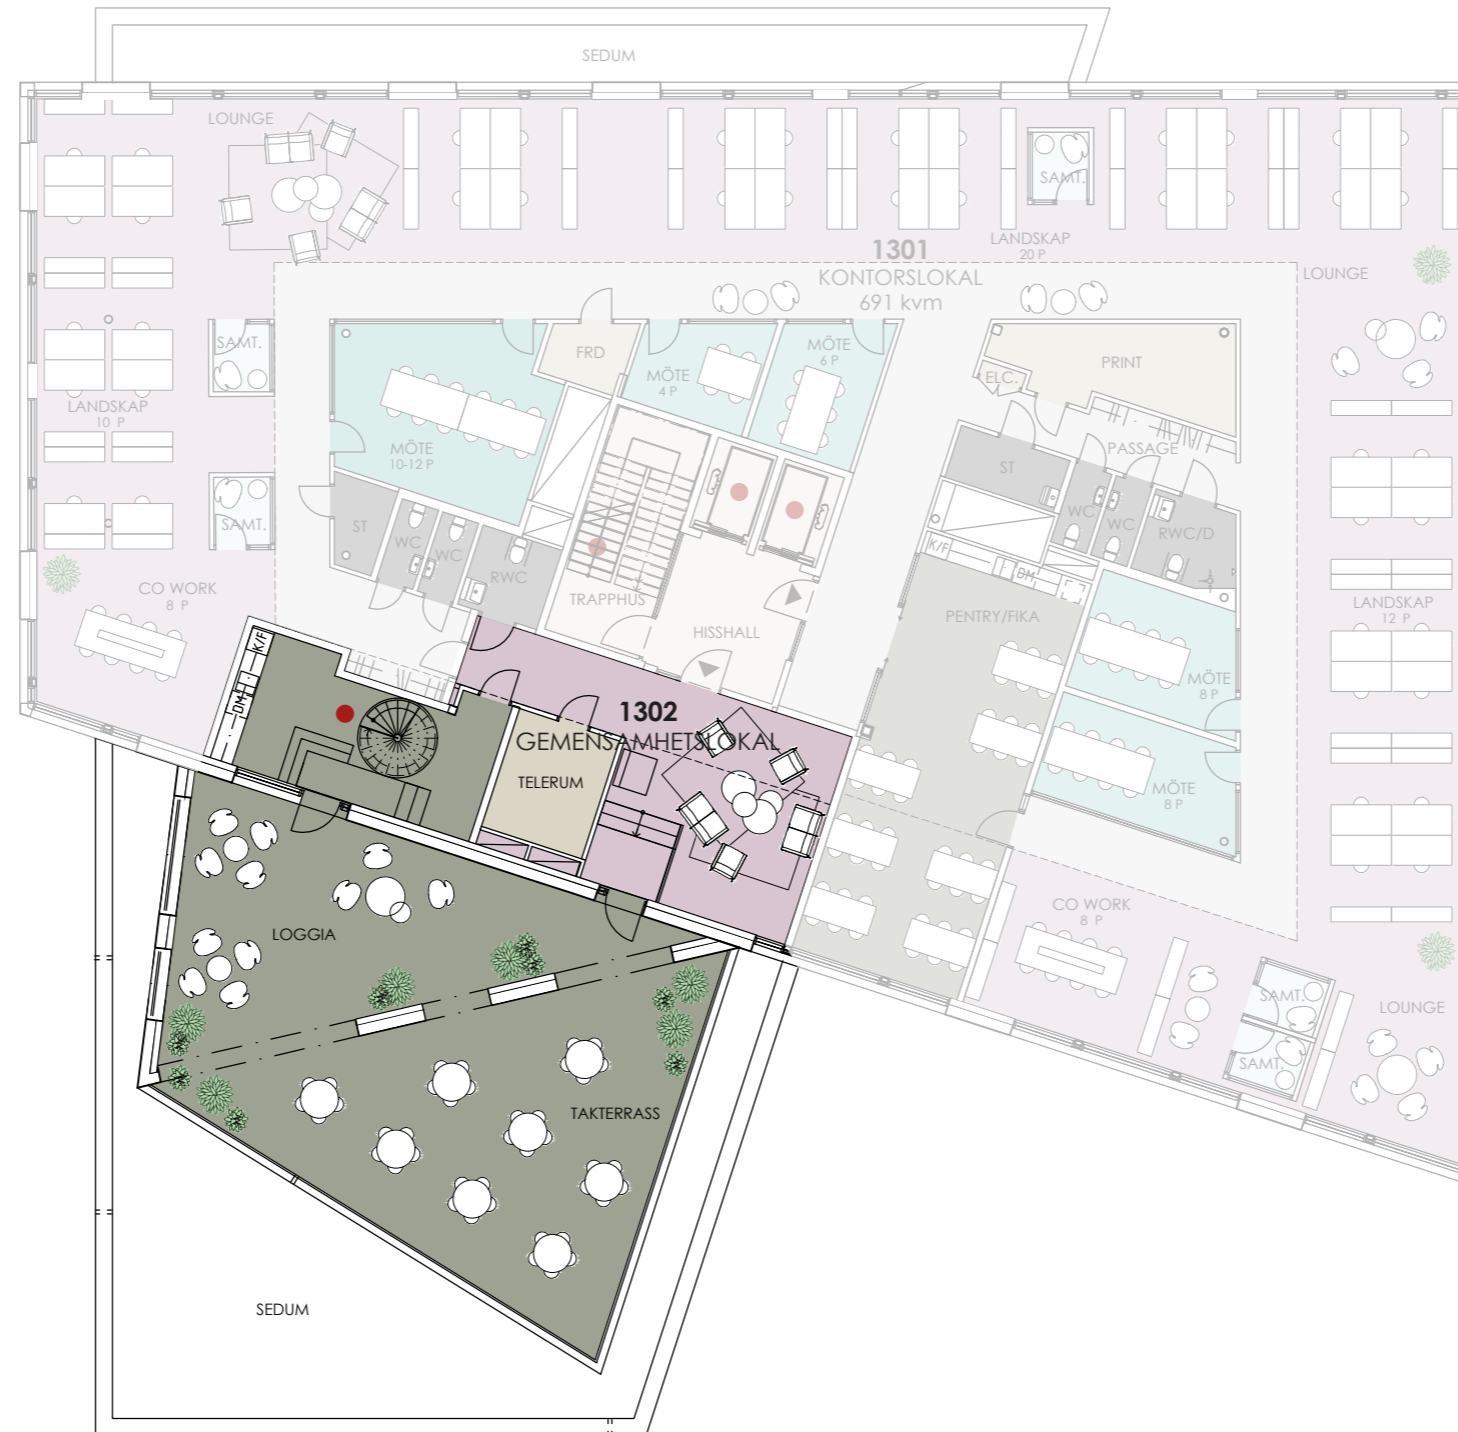 SEDUM
LOUNGE
SAMT.
1301
KONTORSLOKAL
691 kvm
LANDSKAP
20 P
LOUNGE
SAMT.
FRD
MÖTE
4 P
MÖTE
6 P
PRINT
ELC.
LANDSKAP
10 P
MÖTE
10-12 P
PASSAGE
ST
SAMT.
ST
WC
WC
RWC
WC
WC
RWC/D
K/F
DM
TRAPPHUS
HISSHALL
PENTRY/FIKA
CO WORK
8 P
LANDSKAP
12 P
K/F
DM
MÖTE
8 P
1302
GEMENSAMHETSLOKAL
TELERUM
MÖTE
8 P
CO WORK
8 P
LOGGIA
SAMT.
LOUNGE
SAMT.
TAKTERRASS
SEDUM